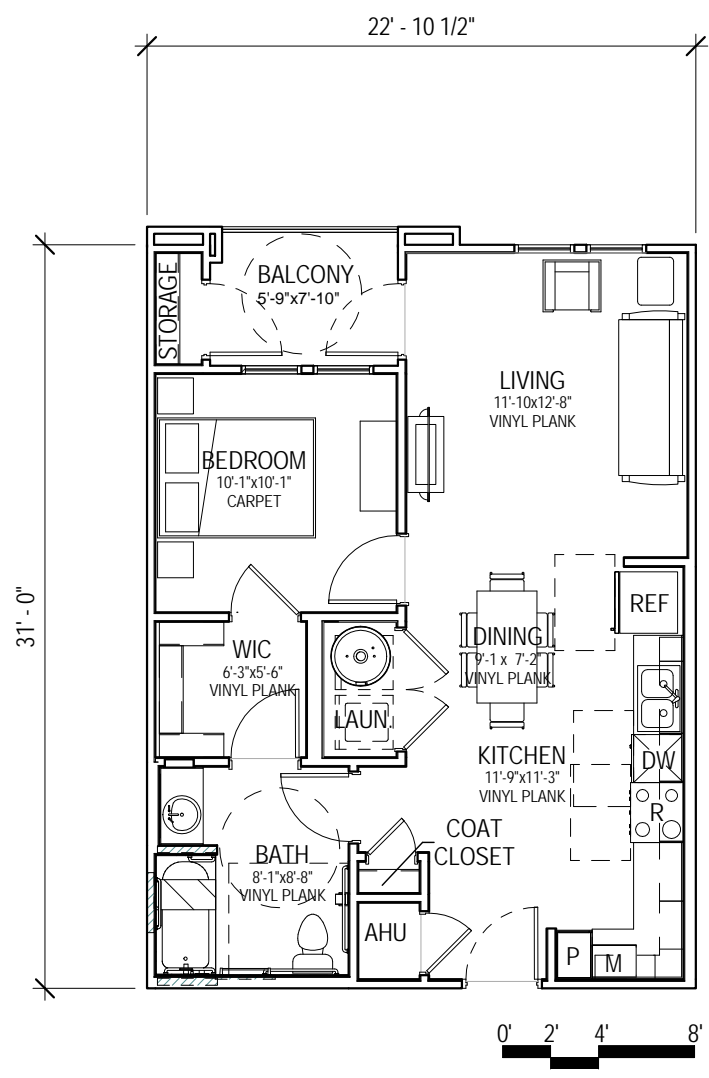 22' - 10 1/2"
31' - 0"
STORAGE
BALCONY
5'-9"x7'-10"
LIVING
11'-10x12'-8"
VINYL PLANK
BEDROOM
10'-1"x10'-1"
CARPET
REF
WIC
6'-3"x5'-6"
VINYL PLANK
DINING
9'-1 x 7'-2"
VINYL PLANK
LAUN.
KITCHEN
11'-9"x11'-3"
VINYL PLANK
DW
R
COAT
CLOSET
BATH
8'-1"x8'-8"
VINYL PLANK
AHU
P
M
0' 2' 4' 8'